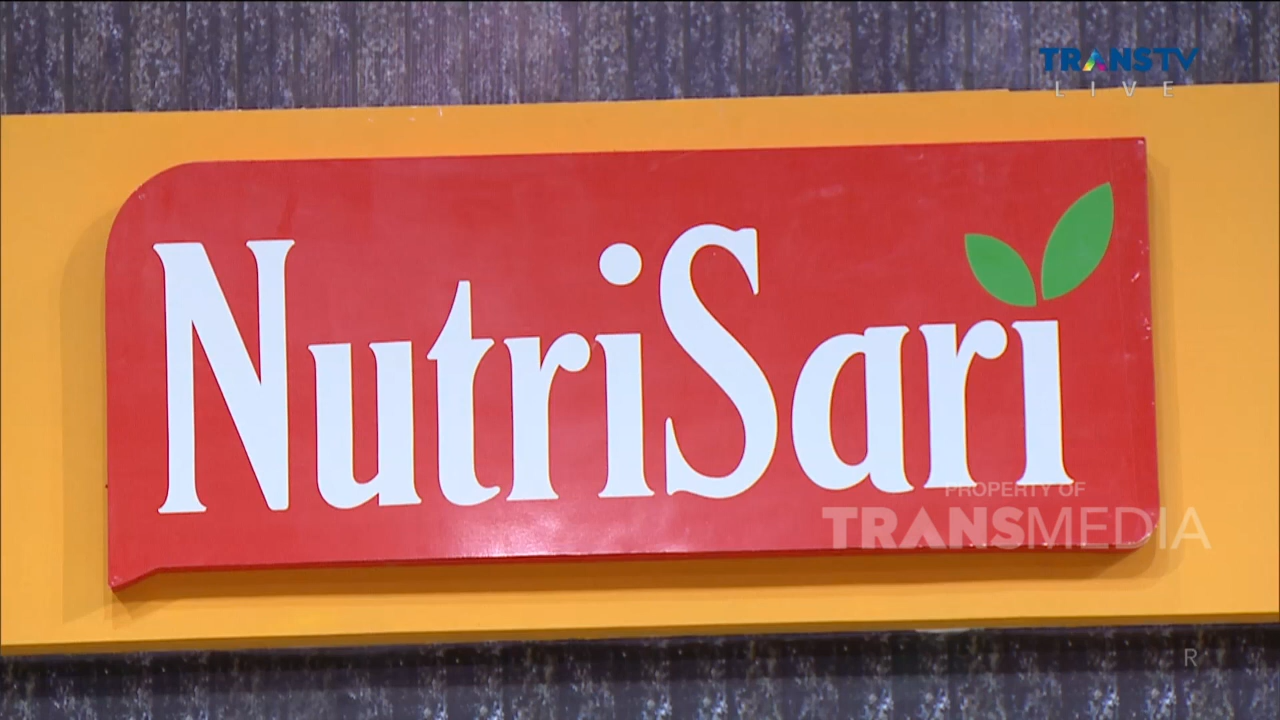 TRANSTV
LIVE
NutriSari
PROPERTY OF
TRANSMEDIA
R